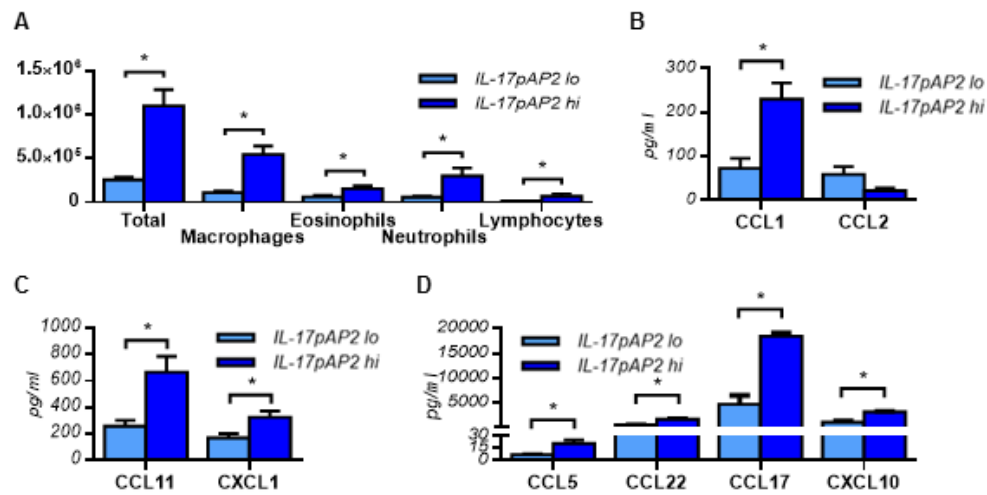 A
1.5×10⁶
1.0×10⁶
5.0×10⁵
0
*
*
*
*
*
IL-17pAP2 lo
IL-17pAP2 hi
Total
Macrophages
Eosinophils
Neutrophils
Lymphocytes
B
pg/ml
300
200
100
0
*
IL-17pAP2 lo
IL-17pAP2 hi
CCL1
CCL2
C
pg/ml
1000
800
600
400
200
0
*
*
IL-17pAP2 lo
IL-17pAP2 hi
CCL11
CXCL1
D
pg/ml
20000
15000
10000
5000
30
15
0
*
*
*
*
IL-17pAP2 lo
IL-17pAP2 hi
CCL5
CCL22
CCL17
CXCL10